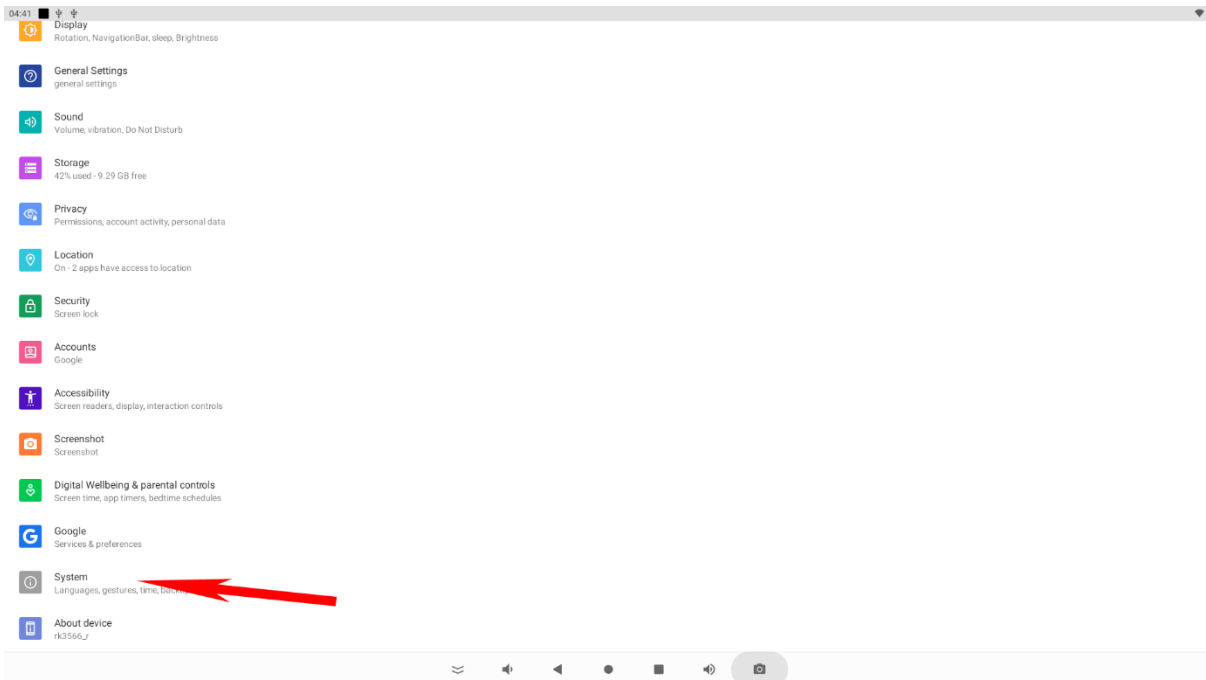 04:41
Display
Rotation, NavigationBar, sleep, Brightness
General Settings
general settings
Sound
Volume, vibration, Do Not Disturb
Storage
42% used - 9.29 GB free
Privacy
Permissions, account activity, personal data
Location
On - 2 apps have access to location
Security
Screen lock
Accounts
Google
Accessibility
Screen readers, display, interaction controls
Screenshot
Screenshot
Digital Wellbeing & parental controls
Screen time, app timers, bedtime schedules
Google
Services & preferences
System
Languages, gestures, time,
About device
rk3566_r